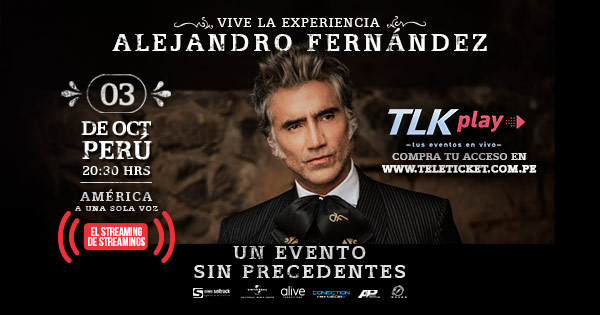 VIVE LA EXPERIENCIA
ALEJANDRO FERNÁNDEZ
03
DE OCT
PERÚ
20:30 HRS
AMÉRICA
A UNA SOLA VOZ
EL STREAMING
DE STREAMINGS
TLK play
tus eventos en vivo
COMPRA TU ACCESO EN
WWW.TELETICKET.COM.PE
UN EVENTO
SIN PRECEDENTES
UNIVERSAL
alive
AP